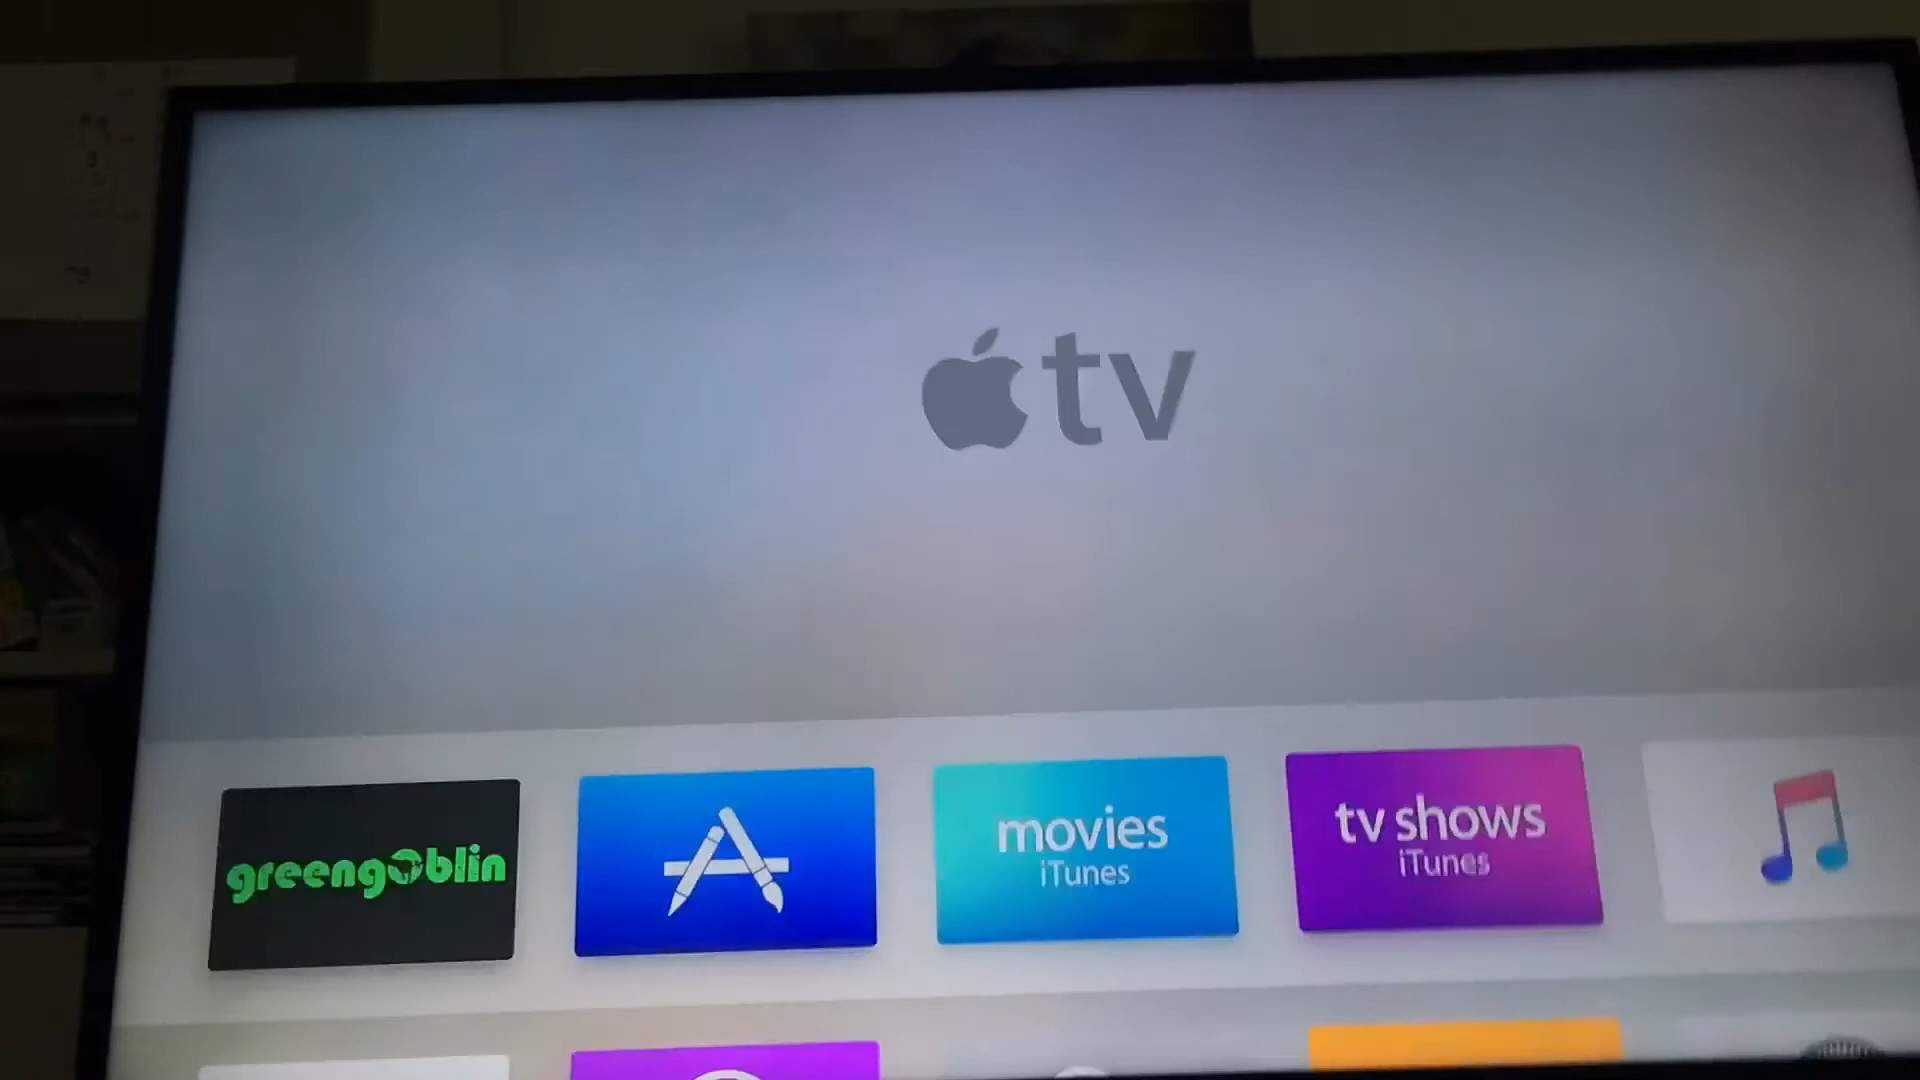 tv
greengoblin
movies
iTunes
tv shows
iTunes